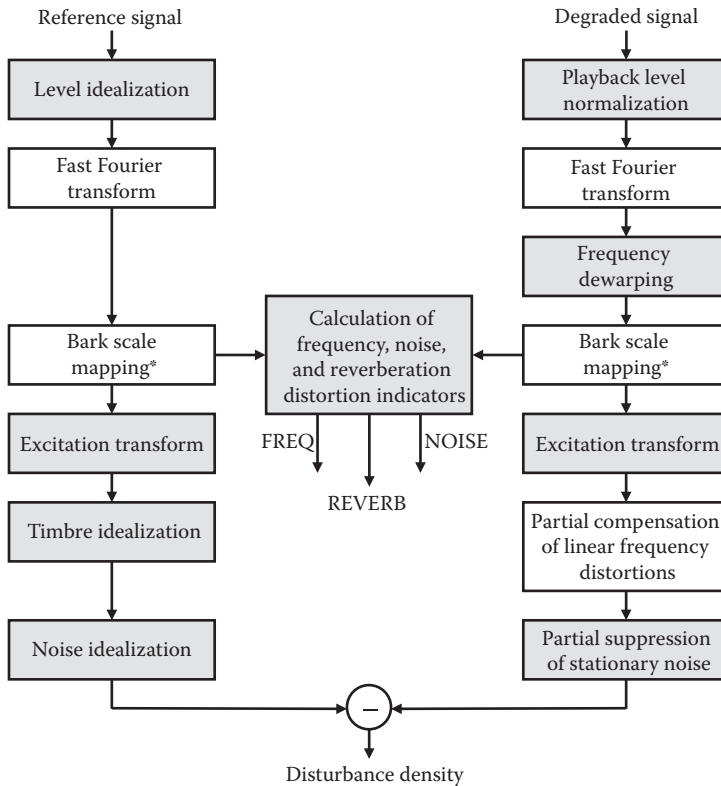 Reference signal
Degraded signal
Level idealization
Playback level
normalization
Fast Fourier
transform
Fast Fourier
transform
Frequency
dewarping
Calculation of
frequency, noise,
and reverberation
distortion indicators
Bark scale
mapping*
Bark scale
mapping*
FREQ
NOISE
REVERB
Excitation transform
Excitation transform
Timbre idealization
Partial compensation
of linear frequency
distortions
Noise idealization
Partial suppression
of stationary noise
–
Disturbance density